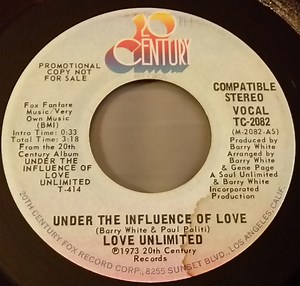 20
CENTURY
PROMOTIONAL
COPY NOT
FOR SALE
COMPATIBLE
STEREO
VOCAL
TC-2082
(M-2082-AS)
Fox Fanfare
Music/Very
Own Music
(BMI)
Intro Time: 0:33
Total Time: 3:18
From the 20th
Century Album
UNDER THE
INFLUENCE OF
LOVE
UNLIMITED
T-414
Produced by
Barry White
Arranged by
Barry White
& Gene Page
A Soul Unlimited
& Barry White
Incorporated
Production
UNDER THE INFLUENCE OF LOVE
(Barry White & Paul Politi)
LOVE UNLIMITED
℗1973 20th Century
Records
20TH CENTURY FOX RECORD CORP., 8255 SUNSET BLVD., LOS ANGELES, CALIF.